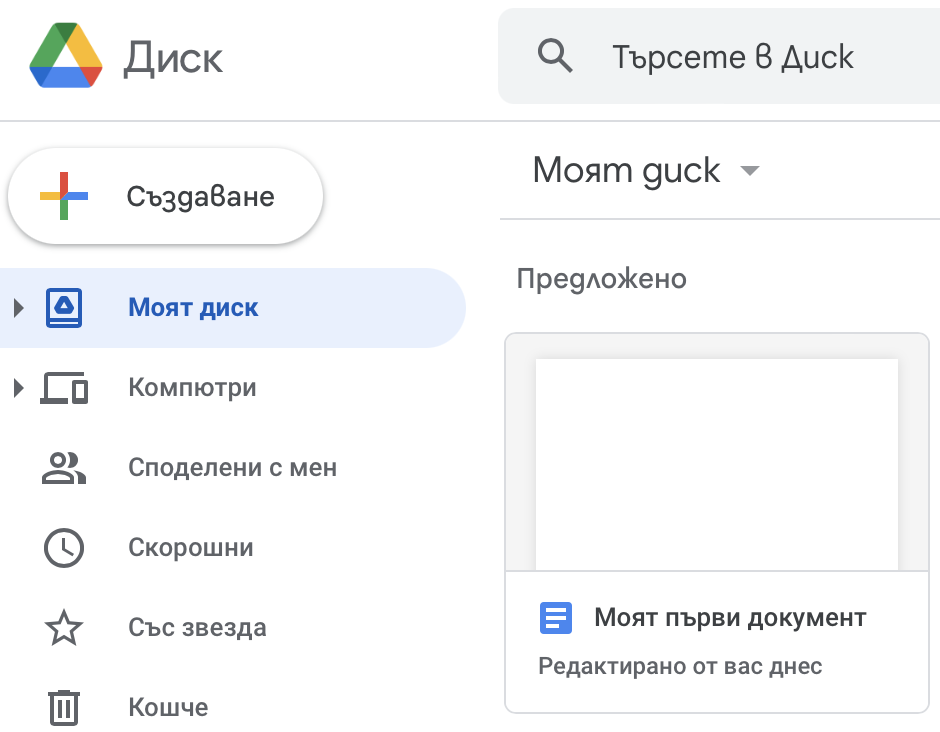 Диск
Търсете в Диск
Създаване
Моят диск
Компютри
Споделени с мен
Скорошни
Със звезда
Кошче
Моят диск
Предложено
Моят първи документ
Редактирано от вас днес